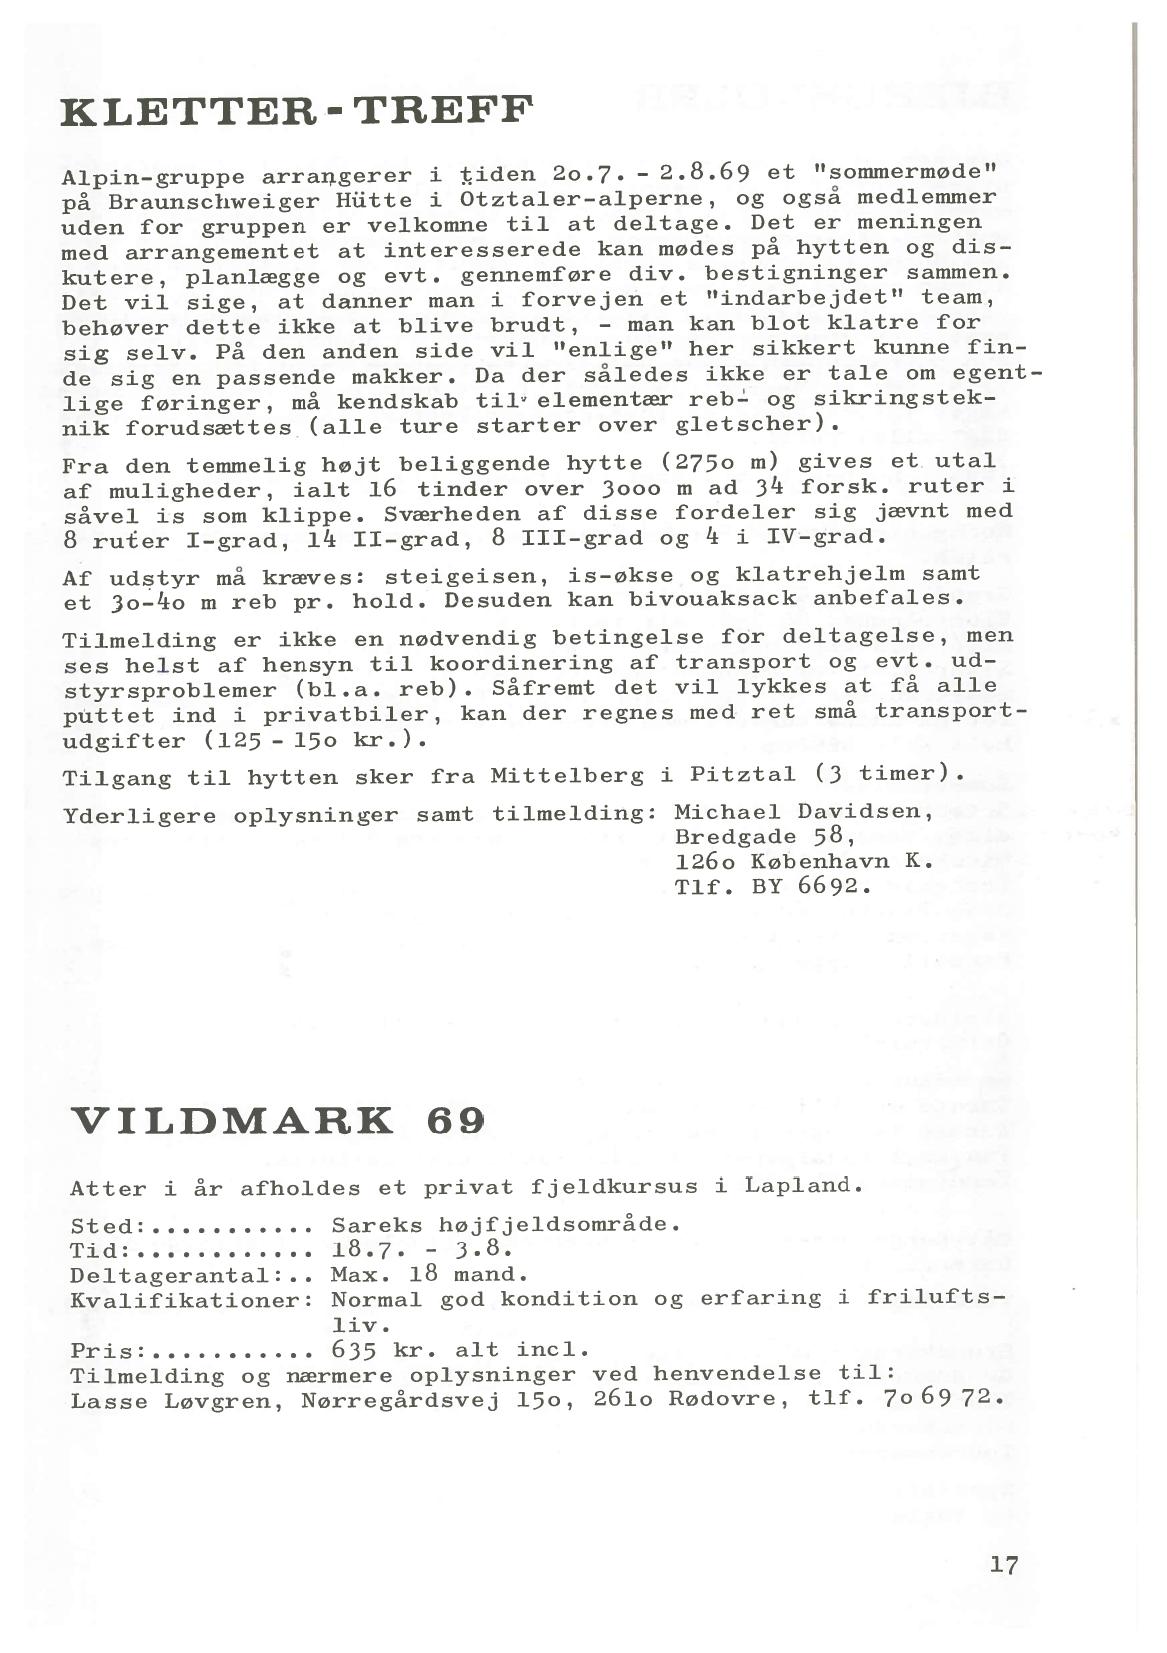 KLETTER-TREFF
Alpin-gruppe arrangerer i tiden 2o.7. - 2.8.69 et "sommermøde"
på Braunschweiger Hütte i Otztaler-alperne, og også medlemmer
uden for gruppen er velkomne til at deltage. Det er meningen
med arrangementet at interesserede kan mødes på hytten og dis-
kutere, planlægge og evt. gennemføre div. bestigninger sammen.
Det vil sige, at danner man i forvejen et "indarbejdet" team,
behøver dette ikke at blive brudt, - man kan blot klatre for
sig selv. På den anden side vil "enlige" her sikkert kunne fin-
de sig en passende makker. Da der således ikke er tale om egent-
lige føringer, må kendskab til elementær reb- og sikringstek-
nik forudsættes (alle ture starter over gletscher).
Fra den temmelig højt beliggende hytte (275o m) gives et utal
af muligheder, ialt 16 tinder over 3ooo m ad 34 forsk. ruter i
såvel is som klippe. Sværheden af disse fordeler sig jævnt med
8 ruter I-grad, 14 II-grad, 8 III-grad og 4 i IV-grad.
Af udstyr må kræves: steigeisen, is-økse og klatrehjelm samt
et 3o-4o m reb pr. hold. Desuden kan bivouaksack anbefales.
Tilmelding er ikke en nødvendig betingelse for deltagelse, men
ses helst af hensyn til koordinering af transport og evt. ud-
styrsproblemer (bl.a. reb). Såfremt det vil lykkes at få alle
puttet ind i privatbiler, kan der regnes med ret små transport-
udgifter (125 - 15o kr.).
Tilgang til hytten sker fra Mittelberg i Pitztal (3 timer).
Yderligere oplysninger samt tilmelding: Michael Davidsen,
Bredgade 58,
126o København K.
Tlf. BY 6692.
VILDMARK 69
Atter i år afholdes et privat fjeldkursus i Lapland.
Sted:........... Sareks højfjeldsområde.
Tid:............ 18.7. - 3.8.
Deltagerantal:.. Max. 18 mand.
Kvalifikationer: Normal god kondition og erfaring i frilufts-
liv.
Pris:........... 635 kr. alt incl.
Tilmelding og nærmere oplysninger ved henvendelse til:
Lasse Løvgren, Nørregårdsvej 15o, 261o Rødovre, tlf. 7o 69 72.
17